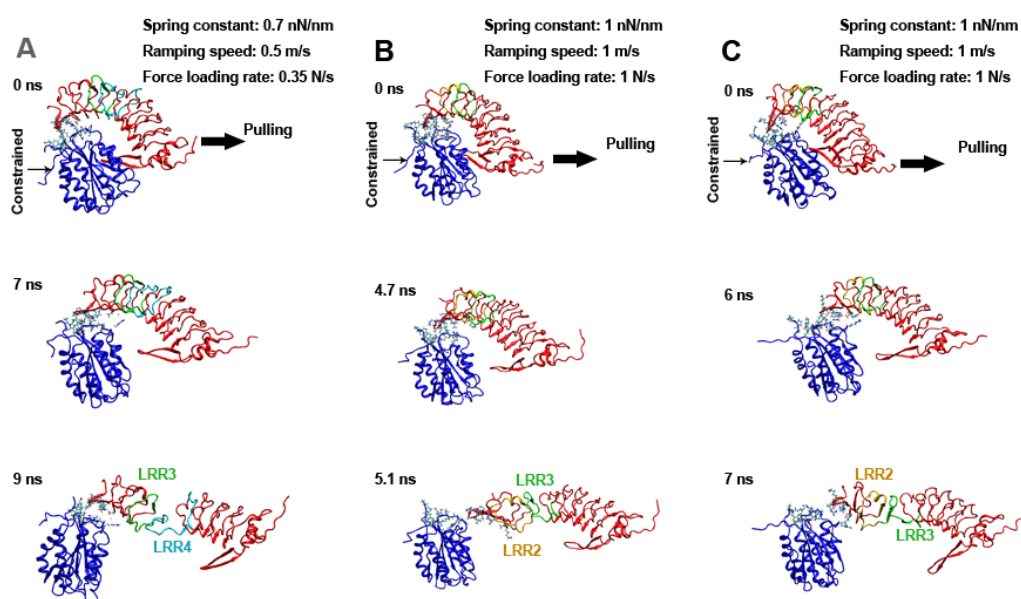 A
Spring constant: 0.7 nN/nm
Ramping speed: 0.5 m/s
Force loading rate: 0.35 N/s
0 ns
Constrained
Pulling
7 ns
9 ns
LRR3
LRR4
B
Spring constant: 1 nN/nm
Ramping speed: 1 m/s
Force loading rate: 1 N/s
0 ns
Constrained
Pulling
4.7 ns
5.1 ns
LRR3
LRR2
C
Spring constant: 1 nN/nm
Ramping speed: 1 m/s
Force loading rate: 1 N/s
0 ns
Constrained
Pulling
6 ns
7 ns
LRR2
LRR3